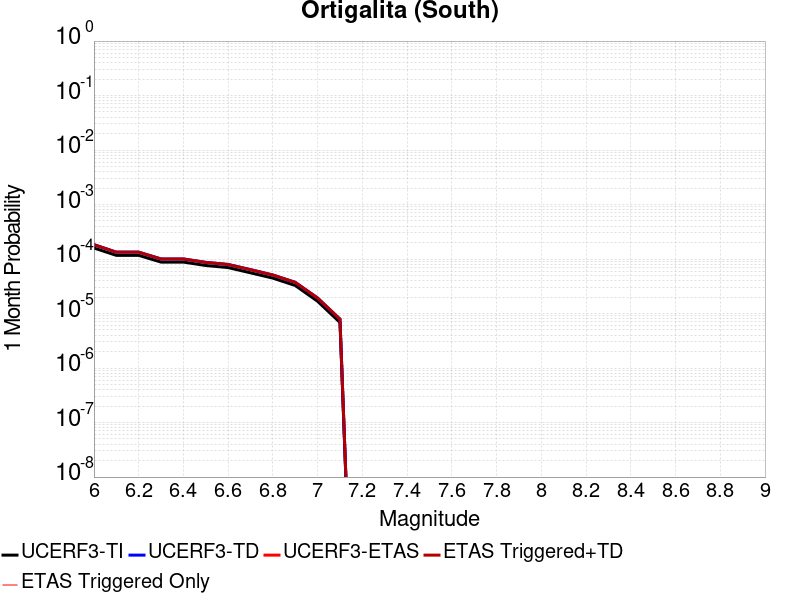 Ortigalita (South)
10^0
10^-1
10^-2
10^-3
10^-4
10^-5
10^-6
10^-7
10^-8
1 Month Probability
6 6.2 6.4 6.6 6.8 7 7.2 7.4 7.6 7.8 8 8.2 8.4 8.6 8.8 9
Magnitude
UCERF3-TI UCERF3-TD UCERF3-ETAS ETAS Triggered+TD
ETAS Triggered Only